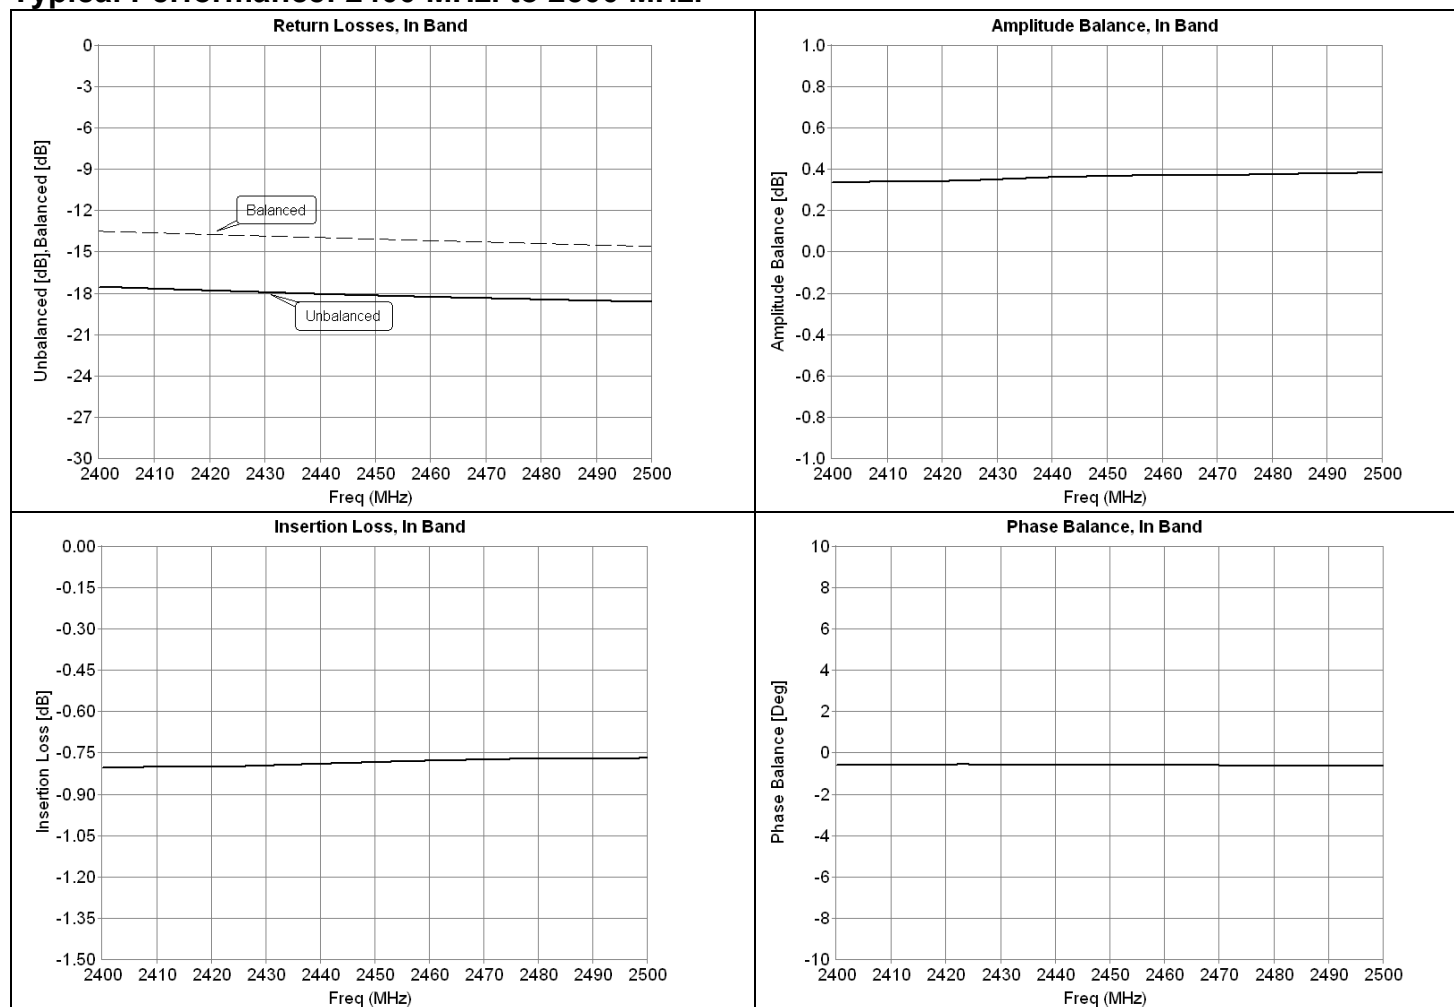 Typical Performance: 2400 MHz. to MHz.
Return Losses, In Band
0
-3
-6
-9
-12
-15
-18
-21
-24
-27
-30
Unbalanced [dB],Balanced [dB]
Balanced
Unbalanced
2400 2410 2420 2430 2440 2450 2460 2470 2480 2490 2500
Freq (MHz)
Amplitude Balance, In Band
1.0
0.8
0.6
0.4
0.2
0.0
-0.2
-0.4
-0.6
-0.8
-1.0
Amplitude Balance [dB]
2400 2410 2420 2430 2440 2450 2460 2470 2480 2490 2500
Freq (MHz)
Insertion Loss, In Band
0.00
-0.15
-0.30
-0.45
-0.60
-0.75
-0.90
-1.05
-1.20
-1.35
-1.50
Insertion Loss [dB]
2400 2410 2420 2430 2440 2450 2460 2470 2480 2490 2500
Freq (MHz)
Phase Balance, In Band
10
8
6
4
2
0
-2
-4
-6
-8
-10
Phase Balance [Deg]
2400 2410 2420 2430 2440 2450 2460 2470 2480 2490 2500
Freq (MHz)